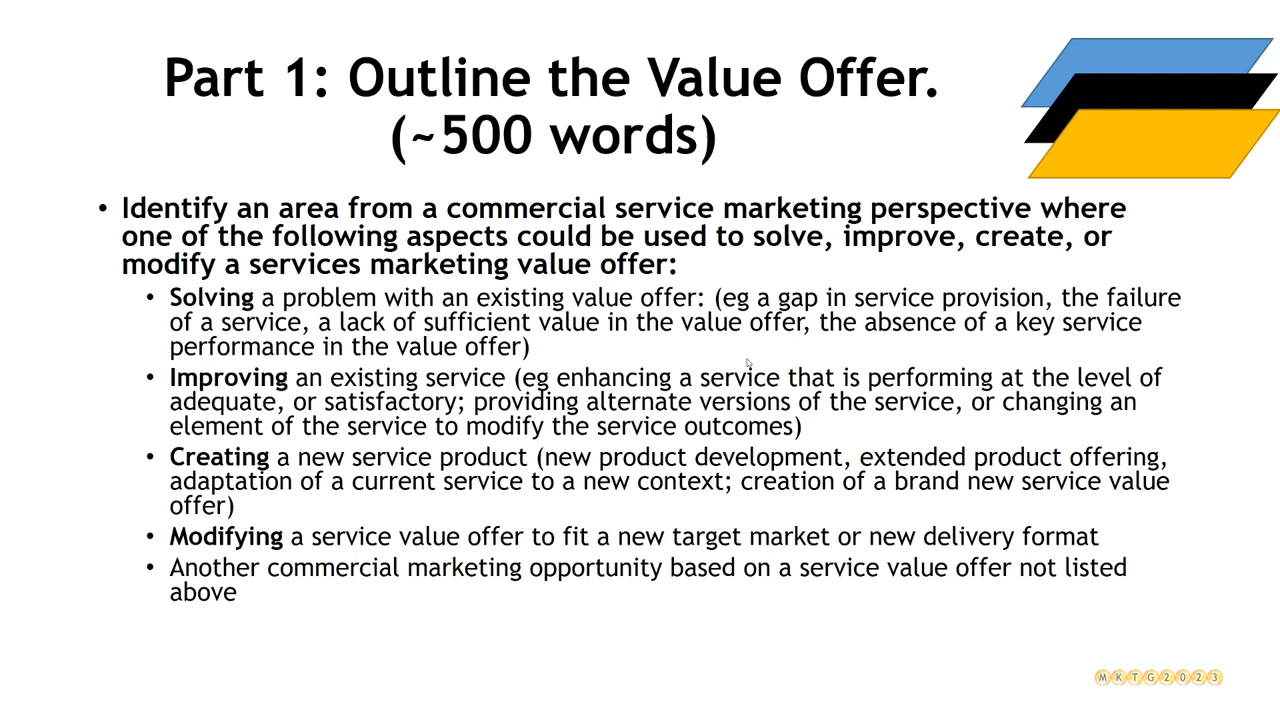 Part 1: Outline the Value Offer.
(~500 words)
• Identify an area from a commercial service marketing perspective where
one of the following aspects could be used to solve, improve, create, or
modify a services marketing value offer:
• Solving a problem with an existing value offer: (eg a gap in service provision, the failure
of a service, a lack of sufficient value in the value offer, the absence of a key service
performance in the value offer)
• Improving an existing service (eg enhancing a service that is performing at the level of
adequate, or satisfactory; providing alternate versions of the service, or changing an
element of the service to modify the service outcomes)
• Creating a new service product (new product development, extended product offering,
adaptation of a current service to a new context; creation of a brand new service value
offer)
• Modifying a service value offer to fit a new target market or new delivery format
• Another commercial marketing opportunity based on a service value offer not listed
above
MKTG2023